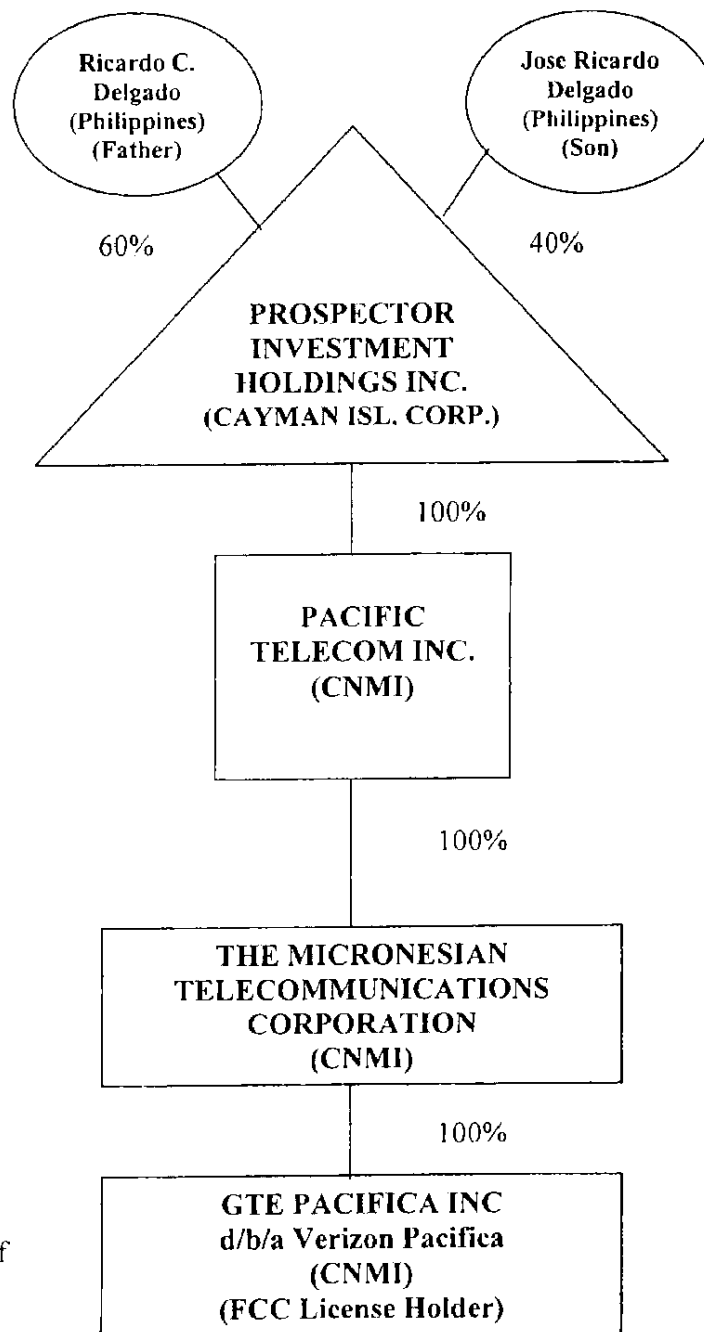 Ricardo C.
Delgado
(Philippines)
(Father)
Jose Ricardo
Delgado
(Philippines)
(Son)
60%
40%
PROSPECTOR
INVESTMENT
HOLDINGS INC.
(CAYMAN ISL. CORP.)
100%
PACIFIC
TELECOM INC.
(CNMI)
100%
THE MICRONESIAN
TELECOMMUNICATIONS
CORPORATION
(CNMI)
100%
GTE PACIFICA INC
d/b/a Verizon Pacifica
(CNMI)
(FCC License Holder)
f